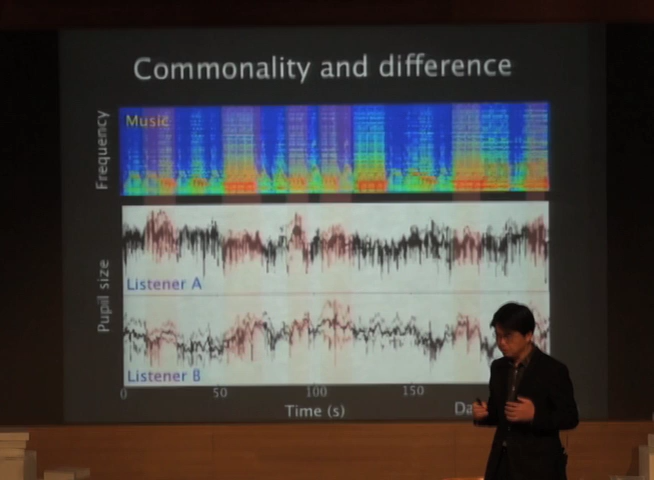 Commonality and difference
Frequency
Music
Pupil size
Listener A
Listener B
0 50 100 150
Time (s)